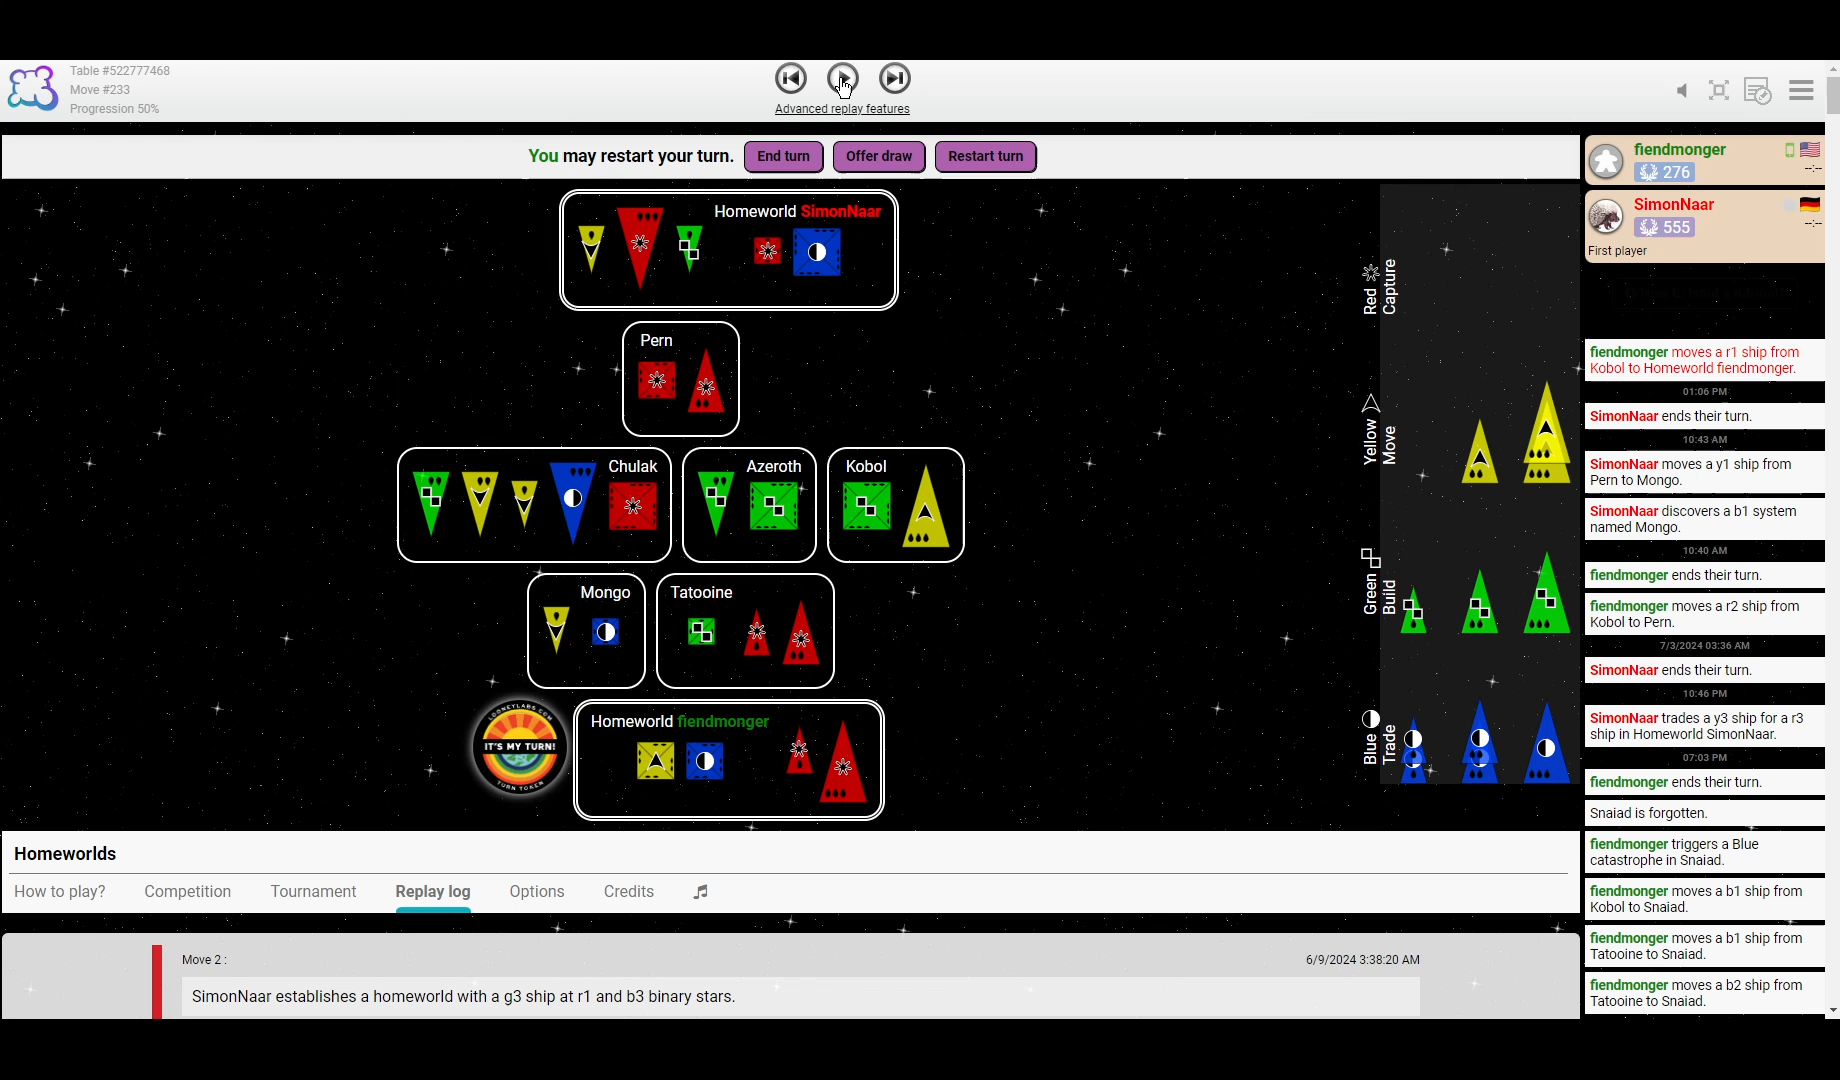 Table #522777468
Move #233
Progression 50%
Advanced replay features
You may restart your turn.
End turn
Offer draw
Restart turn
fiendmonger
276
--:--
SimonNaar
555
--:--
First player
Homeworld SimonNaar
Pern
Chulak
Azeroth
Kobol
Mongo
Tatooine
Homeworld fiendmonger
LOONEYLABS.COM
IT'S MY TURN!
TURN TOKEN
Red
Capture
Yellow
Move
Green
Build
Blue
Trade
fiendmonger moves a r1 ship from
Kobol to Homeworld fiendmonger.
01:06 PM
SimonNaar ends their turn.
10:43 AM
SimonNaar moves a y1 ship from
Pern to Mongo.
SimonNaar discovers a b1 system
named Mongo.
10:40 AM
fiendmonger ends their turn.
fiendmonger moves a r2 ship from
Kobol to Pern.
7/3/2024 03:36 AM
SimonNaar ends their turn.
10:46 PM
SimonNaar trades a y3 ship for a r3
ship in Homeworld SimonNaar.
07:03 PM
fiendmonger ends their turn.
Snaiad is forgotten.
fiendmonger triggers a Blue
catastrophe in Snaiad.
fiendmonger moves a b1 ship from
Kobol to Snaiad.
fiendmonger moves a b1 ship from
Tatooine to Snaiad.
fiendmonger moves a b2 ship from
Tatooine to Snaiad.
Homeworlds
How to play?
Competition
Tournament
Replay log
Options
Credits
Move 2 :
6/9/2024 3:38:20 AM
SimonNaar establishes a homeworld with a g3 ship at r1 and b3 binary stars.